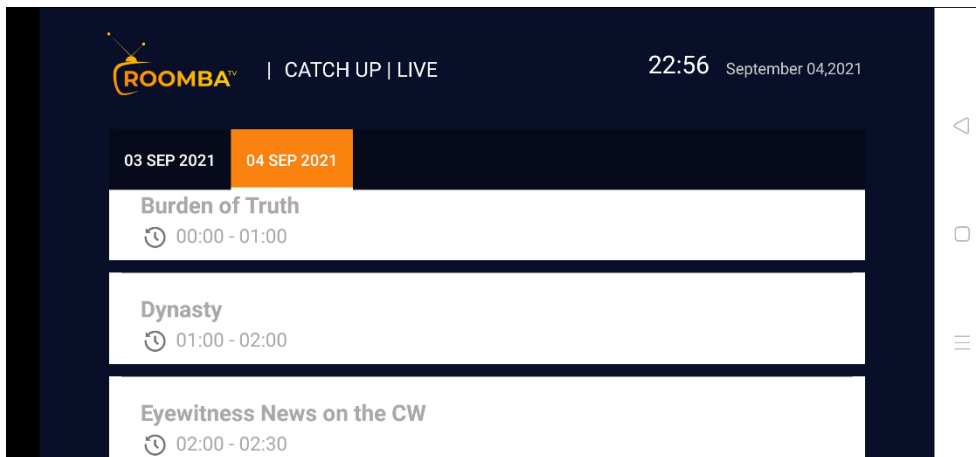 ROOMBA TV | CATCH UP | LIVE 22:56 September 04,2021
03 SEP 2021 04 SEP 2021
Burden of Truth
00:00 - 01:00
Dynasty
01:00 - 02:00
Eyewitness News on the CW
02:00 - 02:30